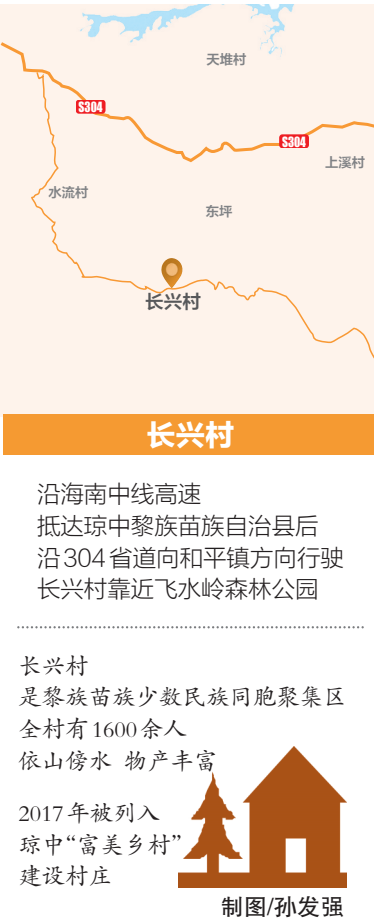 天堆村
S304
S304
上溪村
水流村
东坪
长兴村
长兴村
沿海南中线高速
抵达琼中黎族苗族自治县后
沿304省道向和平镇方向行驶
长兴村靠近飞水岭森林公园
长兴村
是黎族苗族少数民族同胞聚集区
全村有1600余人
依山傍水 物产丰富
2017年被列入
琼中“富美乡村”
建设村庄
制图/孙发强